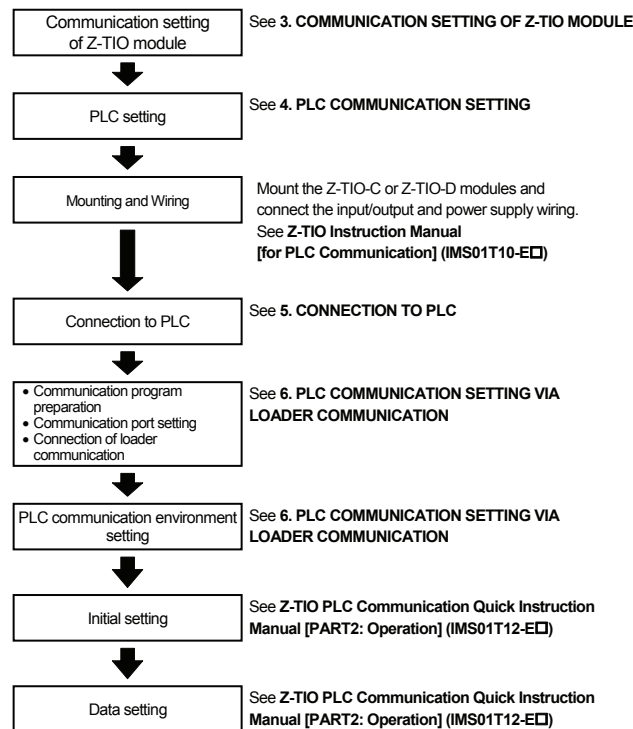 Communication setting
of Z-TIO module
See 3. COMMUNICATION SETTING OF Z-TIO MODULE
PLC setting
See 4. PLC COMMUNICATION SETTING
Mounting and Wiring
Mount the Z-TIO-C or Z-TIO-D modules and
connect the input/output and power supply wiring.
See Z-TIO Instruction Manual
[for PLC Communication] (IMS01T10-E□)
Connection to PLC
See 5. CONNECTION TO PLC
• Communication program
preparation
• Communication port setting
• Connection of loader
communication
See 6. PLC COMMUNICATION SETTING VIA
LOADER COMMUNICATION
PLC communication environment
setting
See 6. PLC COMMUNICATION SETTING VIA
LOADER COMMUNICATION
Initial setting
See Z-TIO PLC Communication Quick Instruction
Manual [PART2: Operation] (IMS01T12-E□)
Data setting
See Z-TIO PLC Communication Quick Instruction
Manual [PART2: Operation] (IMS01T12-E□)